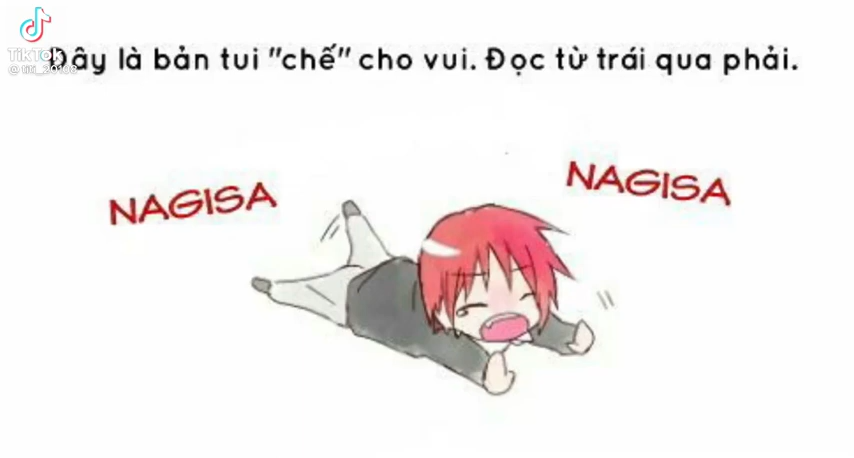 TikTok
Đây là bản tui "chế" cho vui. Đọc từ trái qua phải.
NAGISA
NAGISA